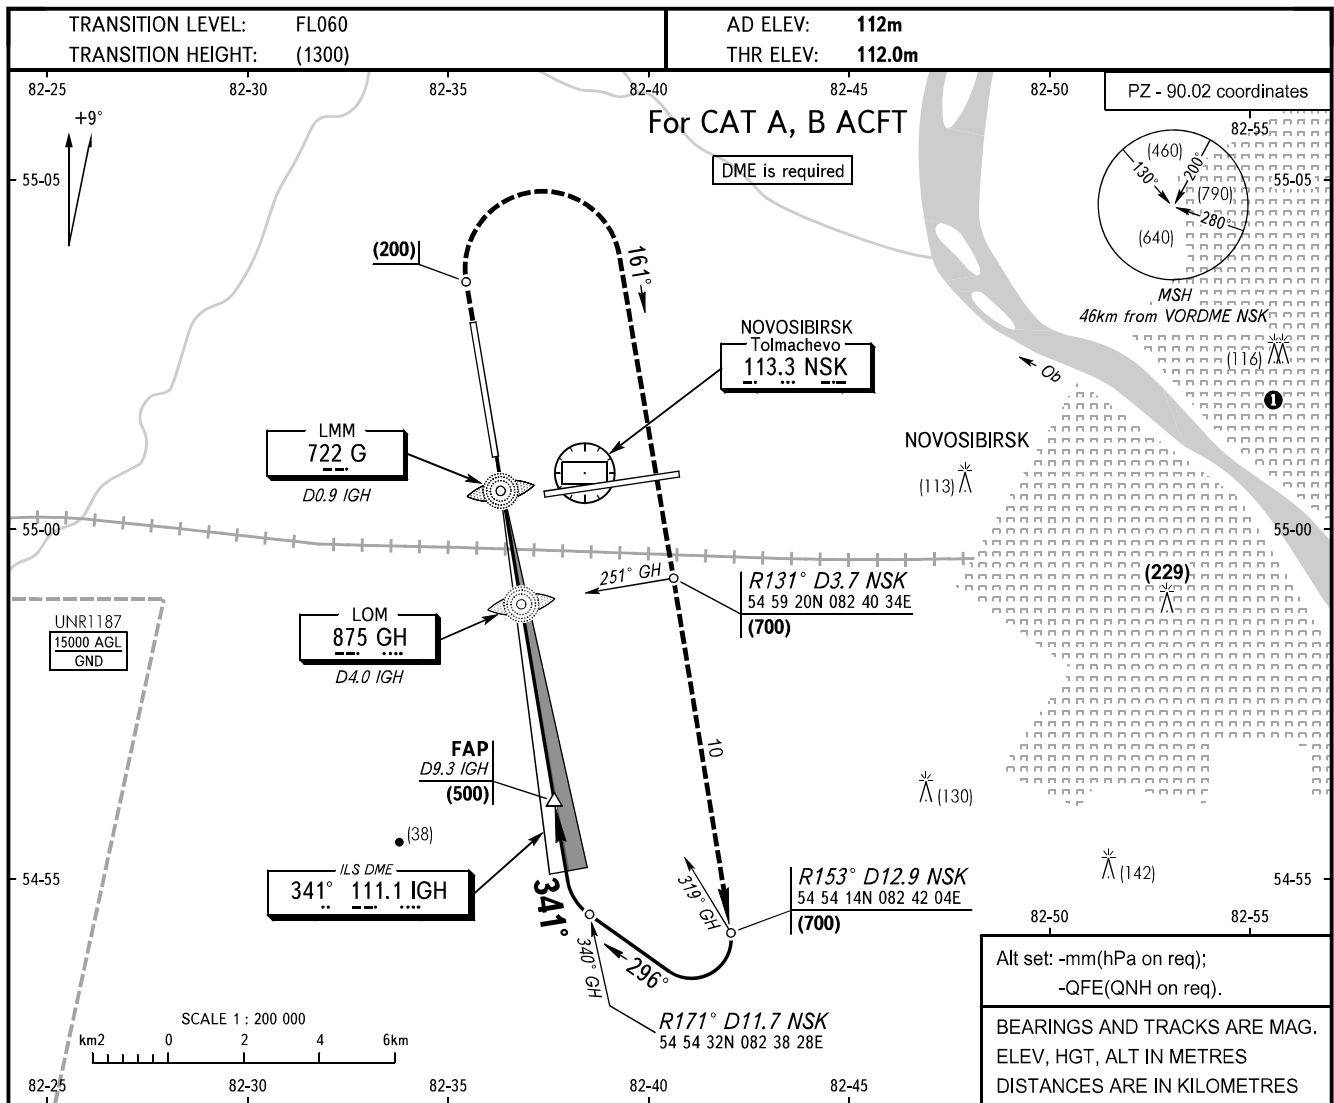 TRANSITION LEVEL: FL060
TRANSITION HEIGHT: (1300)
AD ELEV: 112m
THR ELEV: 112.0m
82-25 82-30 82-35 82-40 82-45 82-50
PZ - 90.02 coordinates
82-55
+9°
For CAT A, B ACFT
DME is required
55-05
55-05
(460)
130°
200°
(790)
280°
(640)
MSH
46km from VORDME NSK
(200)
161°
NOVOSIBIRSK
Tolmachevo
113.3 NSK
(116)
Ob
1
LMM
722 G
D0.9 IGH
NOVOSIBIRSK
(113)
55-00
55-00
251° GH
R131° D3.7 NSK
54 59 20N 082 40 34E
(700)
(229)
UNR1187
15000 AGL
GND
LOM
875 GH
D4.0 IGH
FAP
D9.3 IGH
(500)
10
(130)
(38)
(142)
54-55
54-55
ILS DME
341° 111.1 IGH
341°
319° GH
R153° D12.9 NSK
54 54 14N 082 42 04E
(700)
82-50 82-55
340° GH
296°
R171° D11.7 NSK
54 54 32N 082 38 28E
Alt set: -mm(hPa on req);
-QFE(QNH on req).
SCALE 1 : 200 000
km2 0 2 4 6km
BEARINGS AND TRACKS ARE MAG.
ELEV, HGT, ALT IN METRES
DISTANCES ARE IN KILOMETRES
82-25 82-30 82-35 82-40 82-45